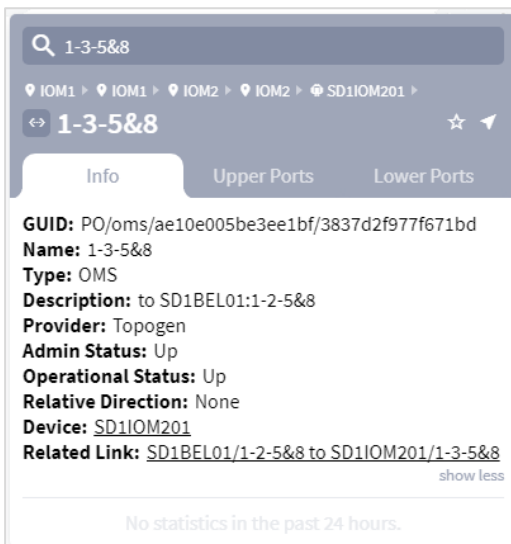 1-3-5&8
IOM1 IOM1 IOM2 IOM2 SD1IOM201
1-3-5&8
Info Upper Ports Lower Ports
GUID: PO/oms/ae10e005be3ee1bf/3837d2f977f671bd
Name: 1-3-5&8
Type: OMS
Description: to SD1BEL01:1-2-5&8
Provider: Topogen
Admin Status: Up
Operational Status: Up
Relative Direction: None
Device: SD1IOM201
Related Link: SD1BEL01/1-2-5&8 to SD1IOM201/1-3-5&8
show less
No statistics in the past 24 hours.